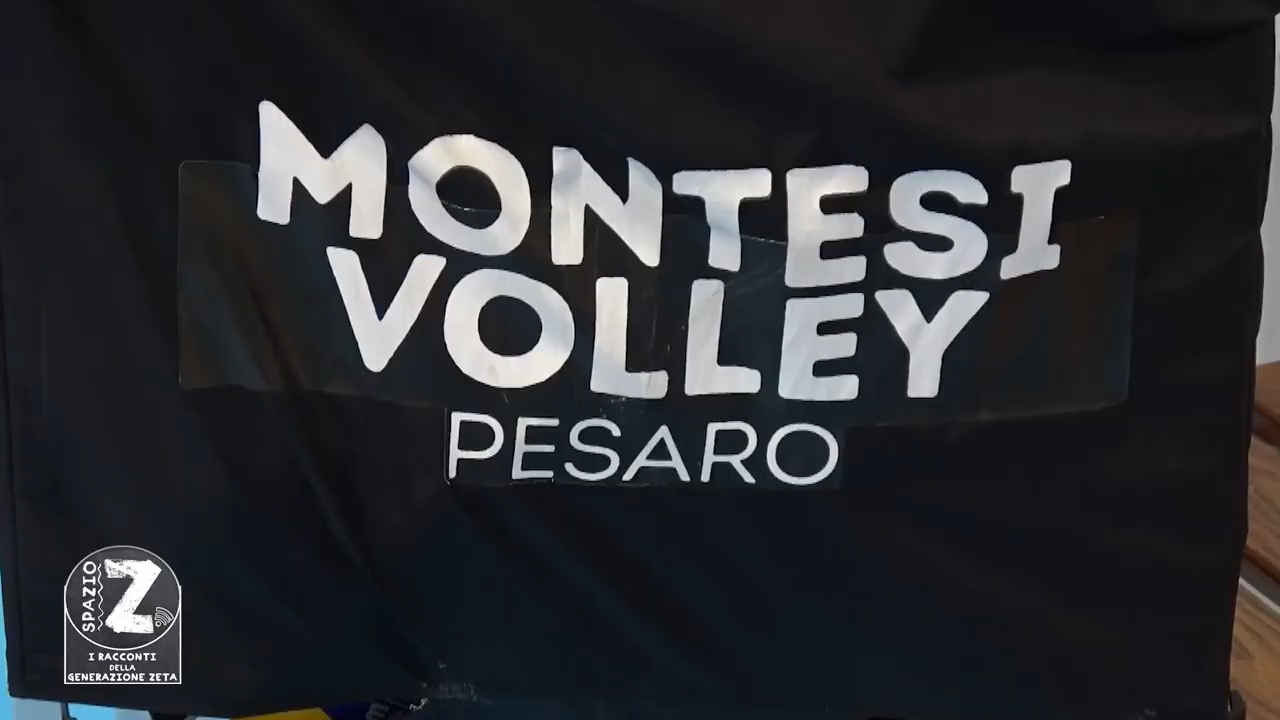 MONTESI
VOLLEY
PESARO
SPAZIO
Z
I RACCONTI
DELLA
GENERAZIONE ZETA